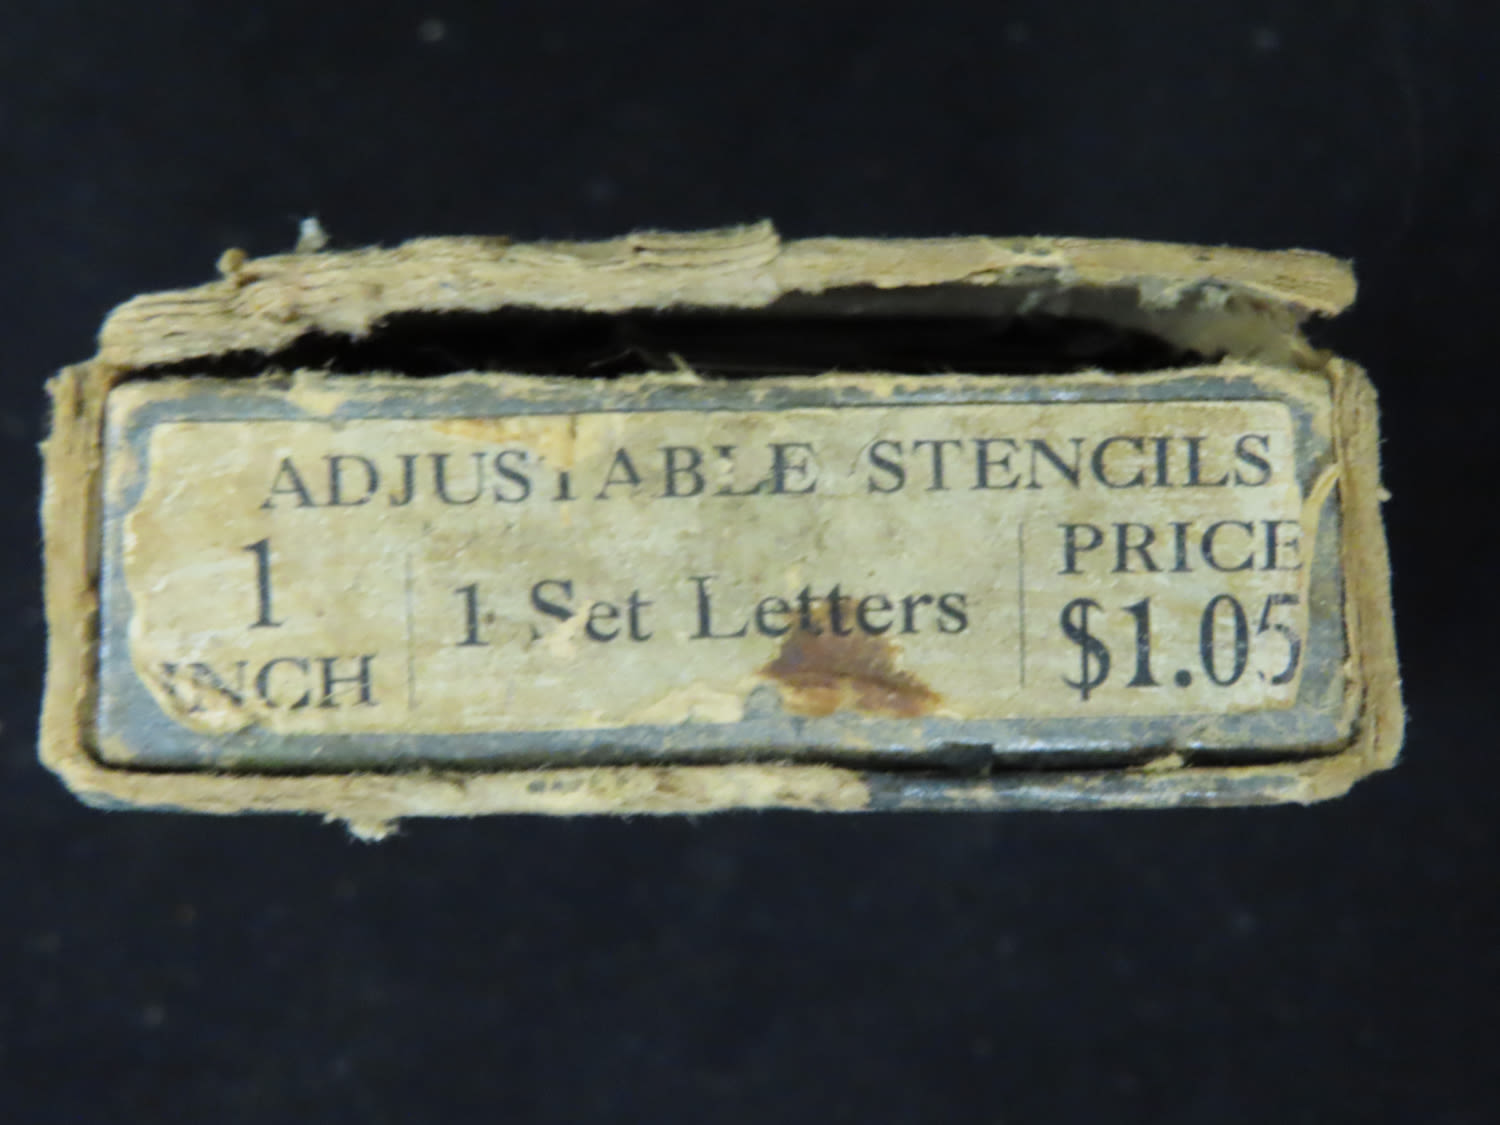 ADJUSTABLE STENCILS
1 INCH
1 Set Letters
PRICE
$1.05